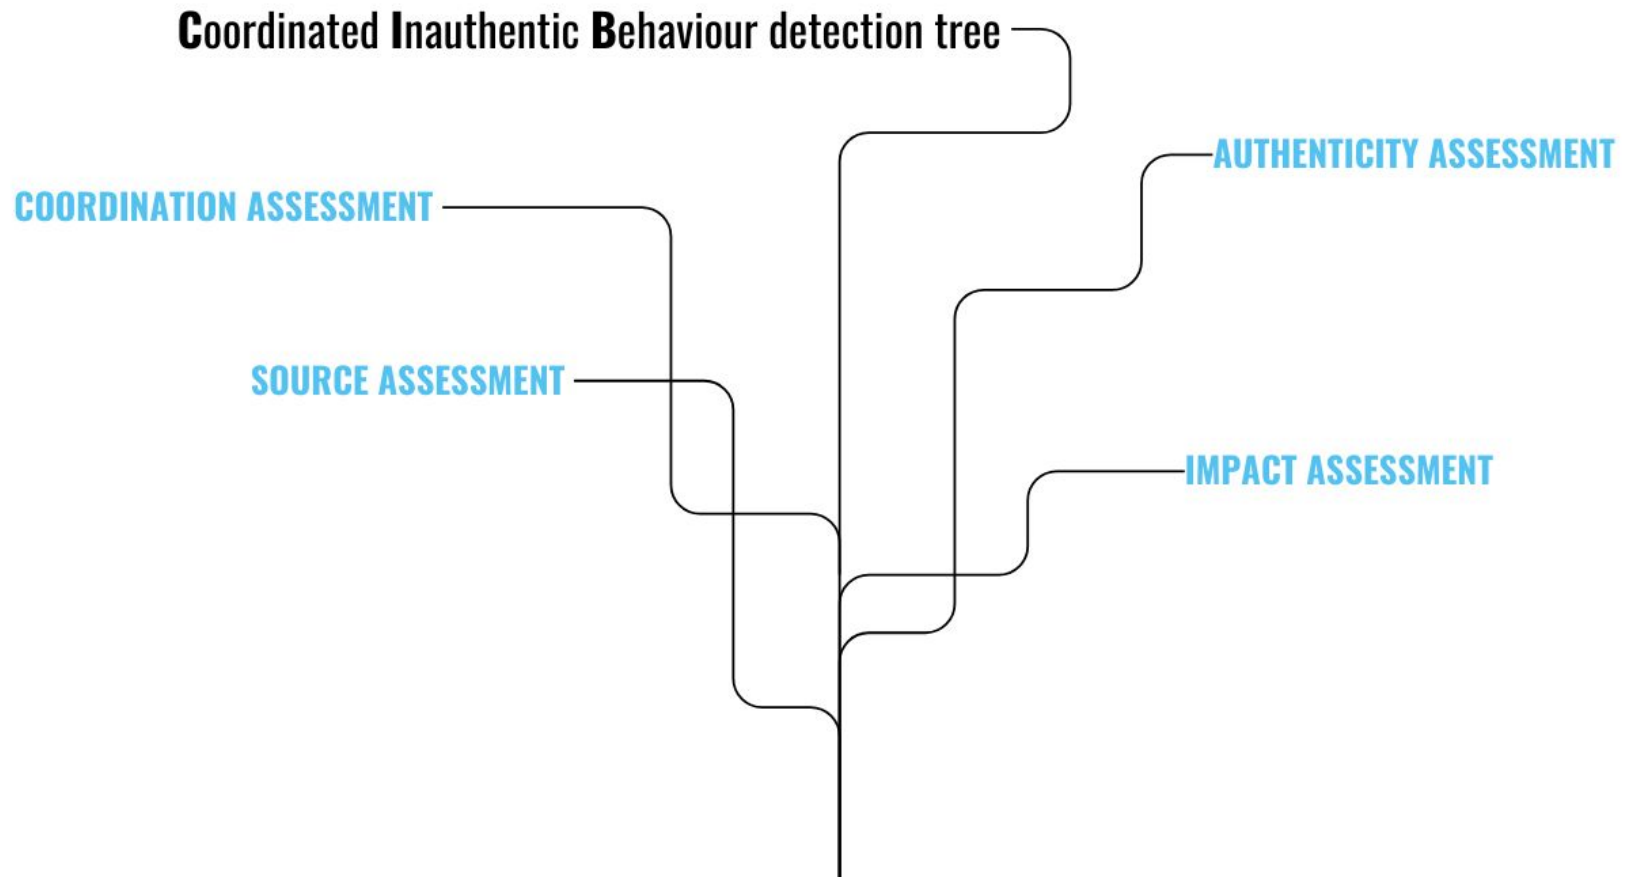 Coordinated Inauthentic Behaviour detection tree
AUTHENTICITY ASSESSMENT
COORDINATION ASSESSMENT
SOURCE ASSESSMENT
IMPACT ASSESSMENT